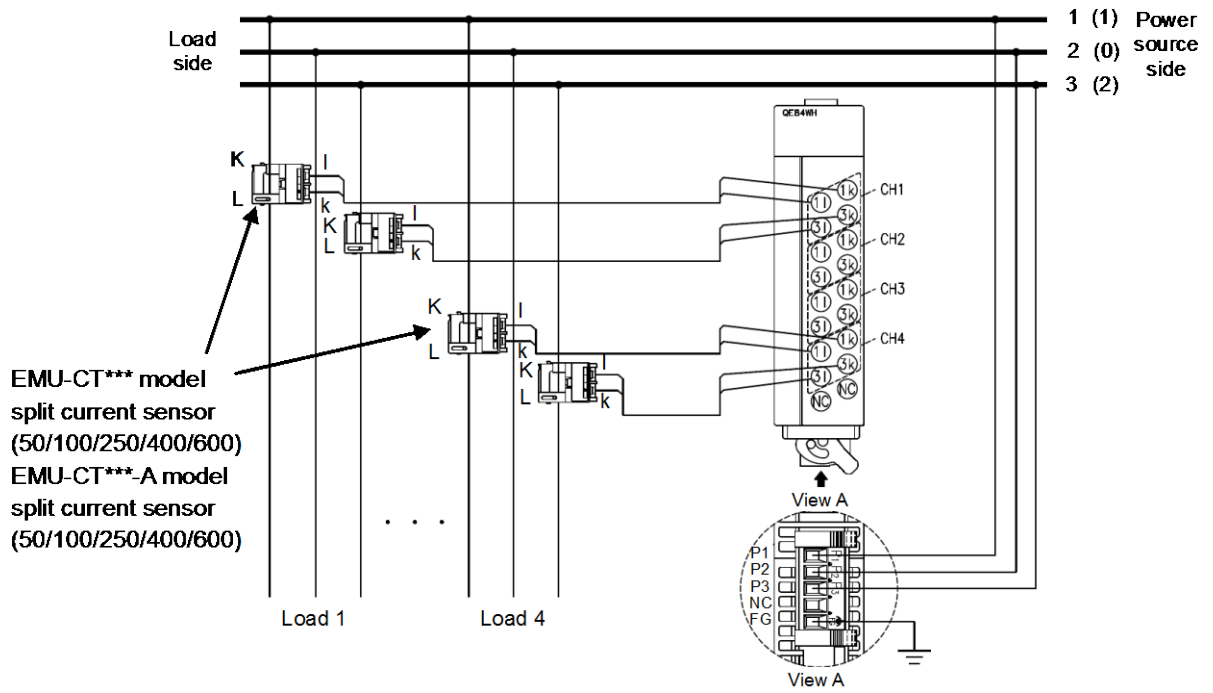 Load
side
1 (1)
2 (0)
3 (2)
Power
source
side
QE84WH
K
L
l
k
K
L
l
k
K
L
l
k
K
L
l
k
1k
1l
3k
3l
CH1
1k
1l
3k
3l
CH2
1k
1l
3k
3l
CH3
1k
1l
3k
3l
CH4
NC
NC
EMU-CT*** model
split current sensor
(50/100/250/400/600)
EMU-CT***-A model
split current sensor
(50/100/250/400/600)
. . .
Load 1
Load 4
View A
P1
P2
P3
NC
FG
P1
P2
P3
View A